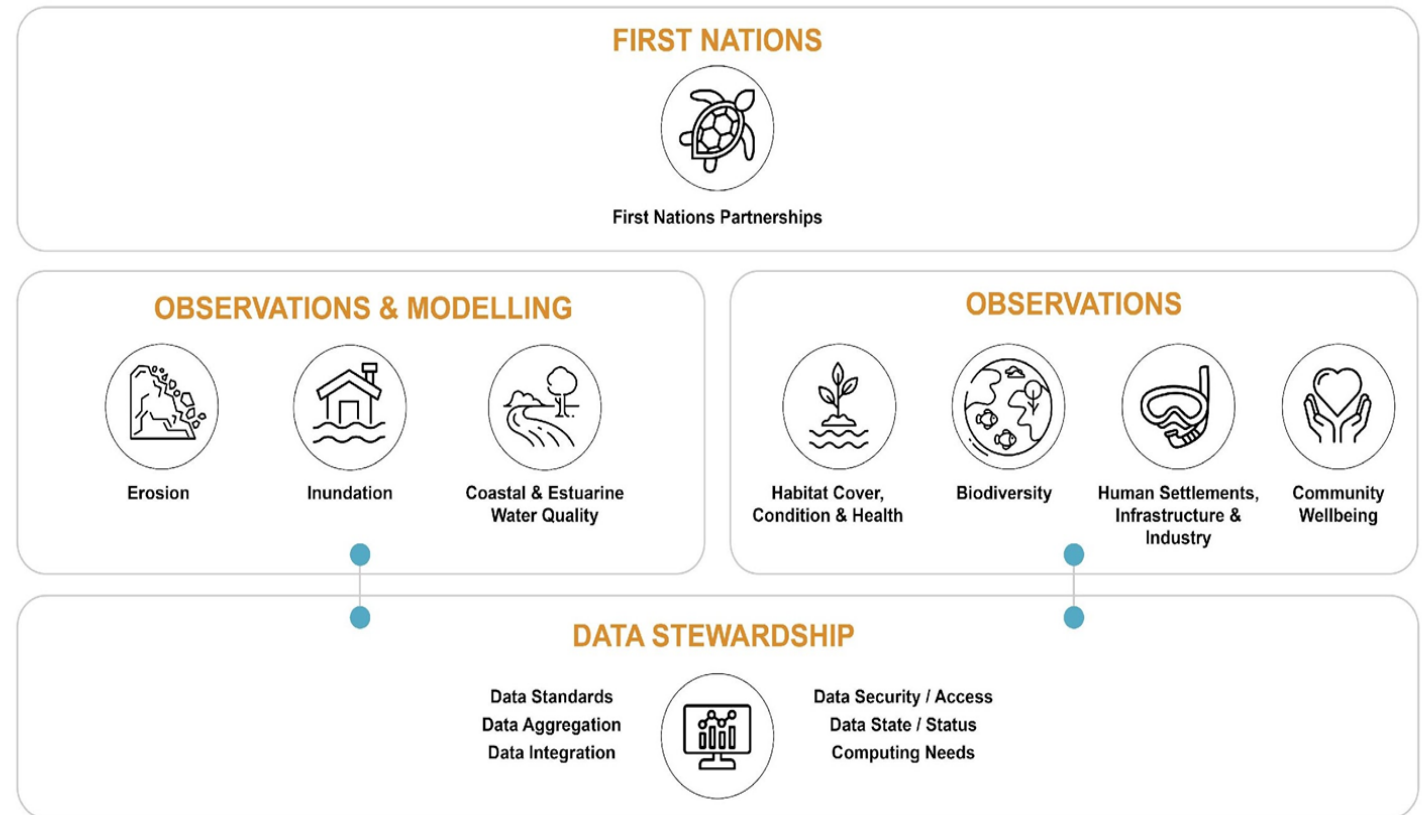 FIRST NATIONS
First Nations Partnerships
OBSERVATIONS & MODELLING
Erosion
Inundation
Coastal & Estuarine
Water Quality
OBSERVATIONS
Habitat Cover,
Condition & Health
Biodiversity
Human Settlements,
Infrastructure &
Industry
Community
Wellbeing
DATA STEWARDSHIP
Data Standards
Data Aggregation
Data Integration
Data Security / Access
Data State / Status
Computing Needs